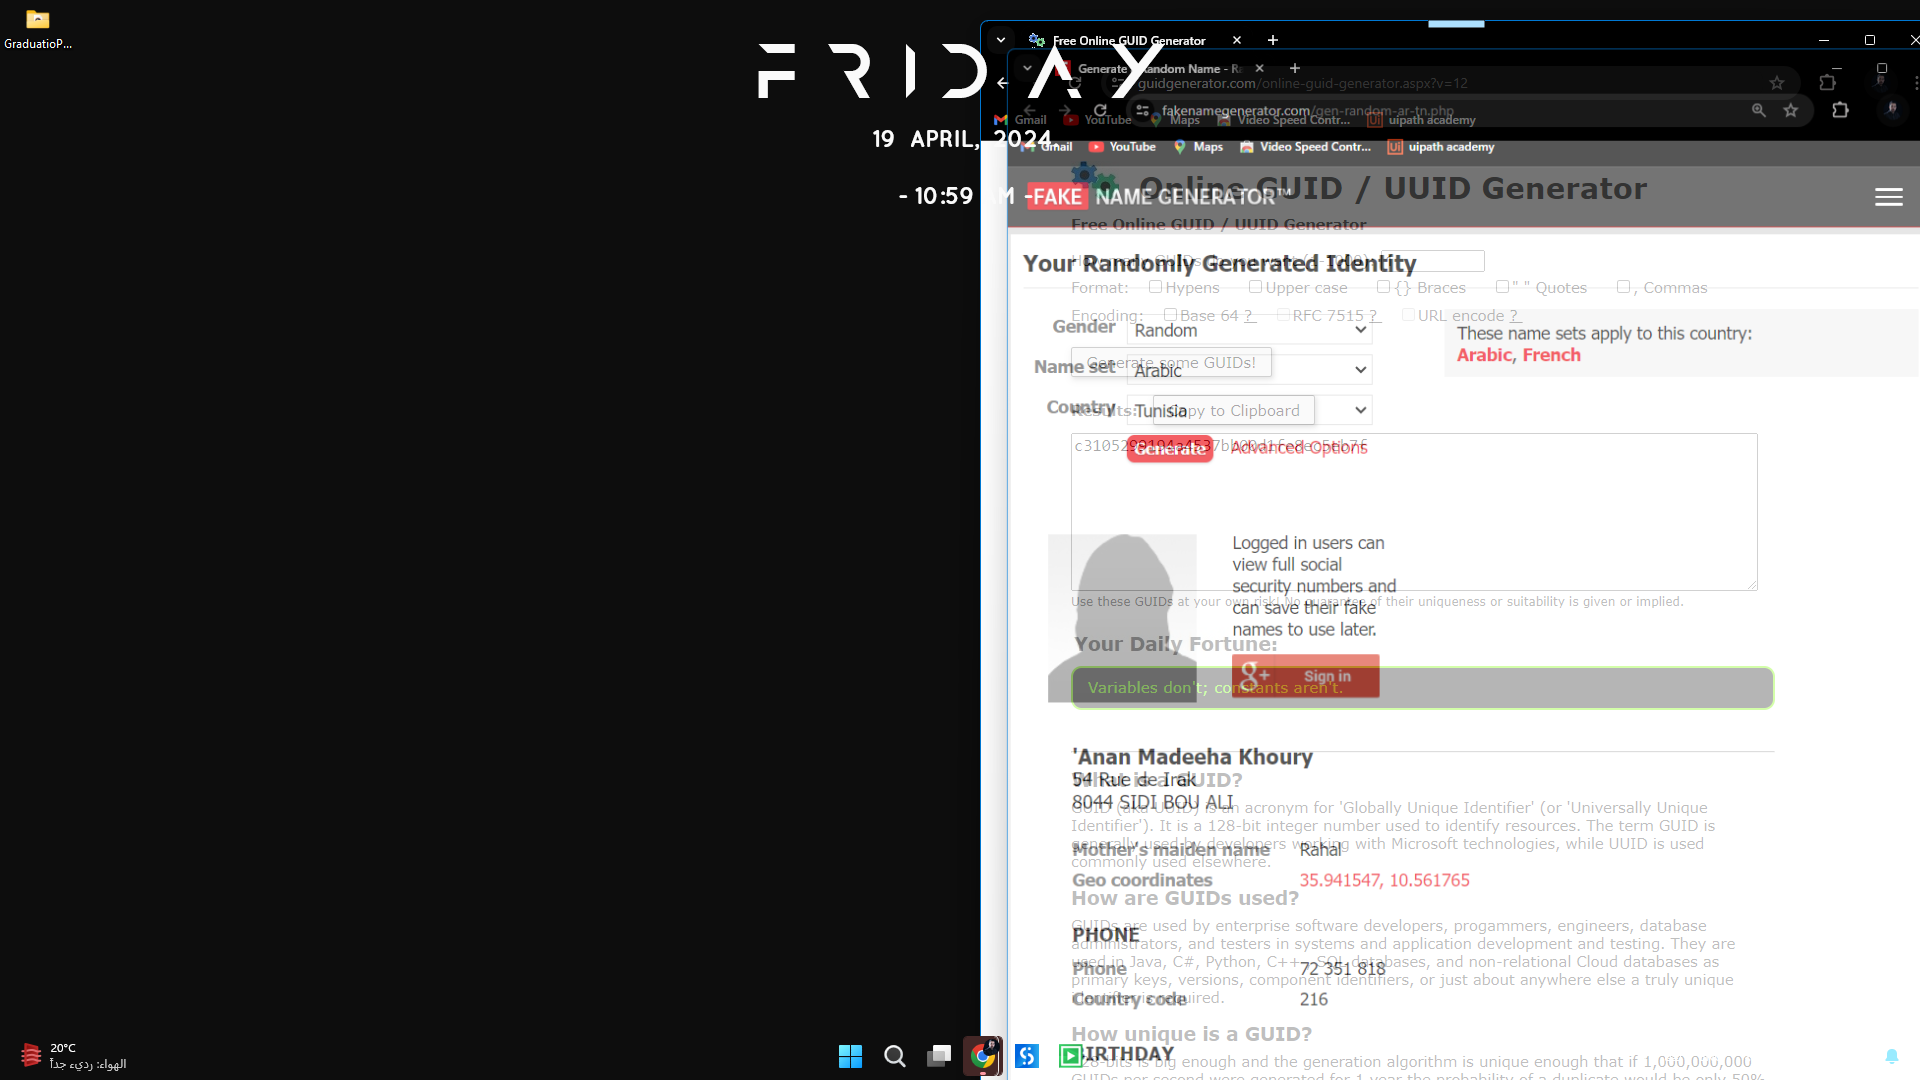 GraduatioP...
FRIDAY
19 APRIL, 2024.
- 10:59 AM -
Free Online GUID Generator
Generate a Random Name - Re
guidgenerator.com/online-guid-generator.aspx?v=12
fakenamegenerator.com/gen-random-ar-tn.php
Gmail YouTube Maps Video Speed Contr... uipath academy
Gmail YouTube Maps Video Speed Contr... uipath academy
Online GUID / UUID Generator
FAKE NAME GENERATOR™
Free Online GUID / UUID Generator
Your Randomly Generated Identity
Format: Hypens Upper case {} Braces " " Quotes , Commas
Encoding: Base 64 ? RFC 7515 ? URL encode ?
Gender Random
These name sets apply to this country:
Arabic, French
Generate some GUIDs!
Name set Arabic
Country Tunisia
Results: Copy to Clipboard
Generate Advanced Options
Logged in users can
view full social
security numbers and
can save their fake
names to use later.
Use these GUIDs at your own risk! No guarantee of their uniqueness or suitability is given or implied.
Your Daily Fortune:
g+ Sign in
Variables don't; constants aren't.
'Anan Madeeha Khoury
54 Rue de Irak
8044 SIDI BOU ALI
What is a GUID?
GUID (aka UUID) is an acronym for 'Globally Unique Identifier' (or 'Universally Unique
Identifier'). It is a 128-bit integer number used to identify resources. The term GUID is
generally used by developers working with Microsoft technologies, while UUID is used
commonly used elsewhere.
Mother's maiden name Rahal
Geo coordinates 35.941547, 10.561765
How are GUIDs used?
GUIDs are used by enterprise software developers, progammers, engineers, database
administrators, and testers in systems and application development and testing. They are
used in Java, C#, Python, C++, SQL databases, and non-relational Cloud databases as
primary keys, versions, component identifiers, or just about anywhere else a truly unique
identifier is required.
PHONE
Phone 72 351 818
Country code 216
How unique is a GUID?
BIRTHDAY
128-bits is big enough and the generation algorithm is unique enough that if 1,000,000,000
GUIDs per second were generated for 1 year the probability of a duplicate would be only 50%
20°C
الهواء: رديء جداً